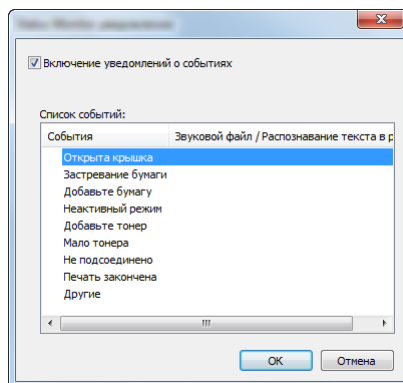 Включение уведомлений о событиях
Список событий:
События Звуковой файл / Распознавание текста в р
Открыта крышка
Застревание бумаги
Добавьте бумагу
Неактивный режим
Добавьте тонер
Мало тонера
Не подсоединено
Печать закончена
Другие
OK Отмена